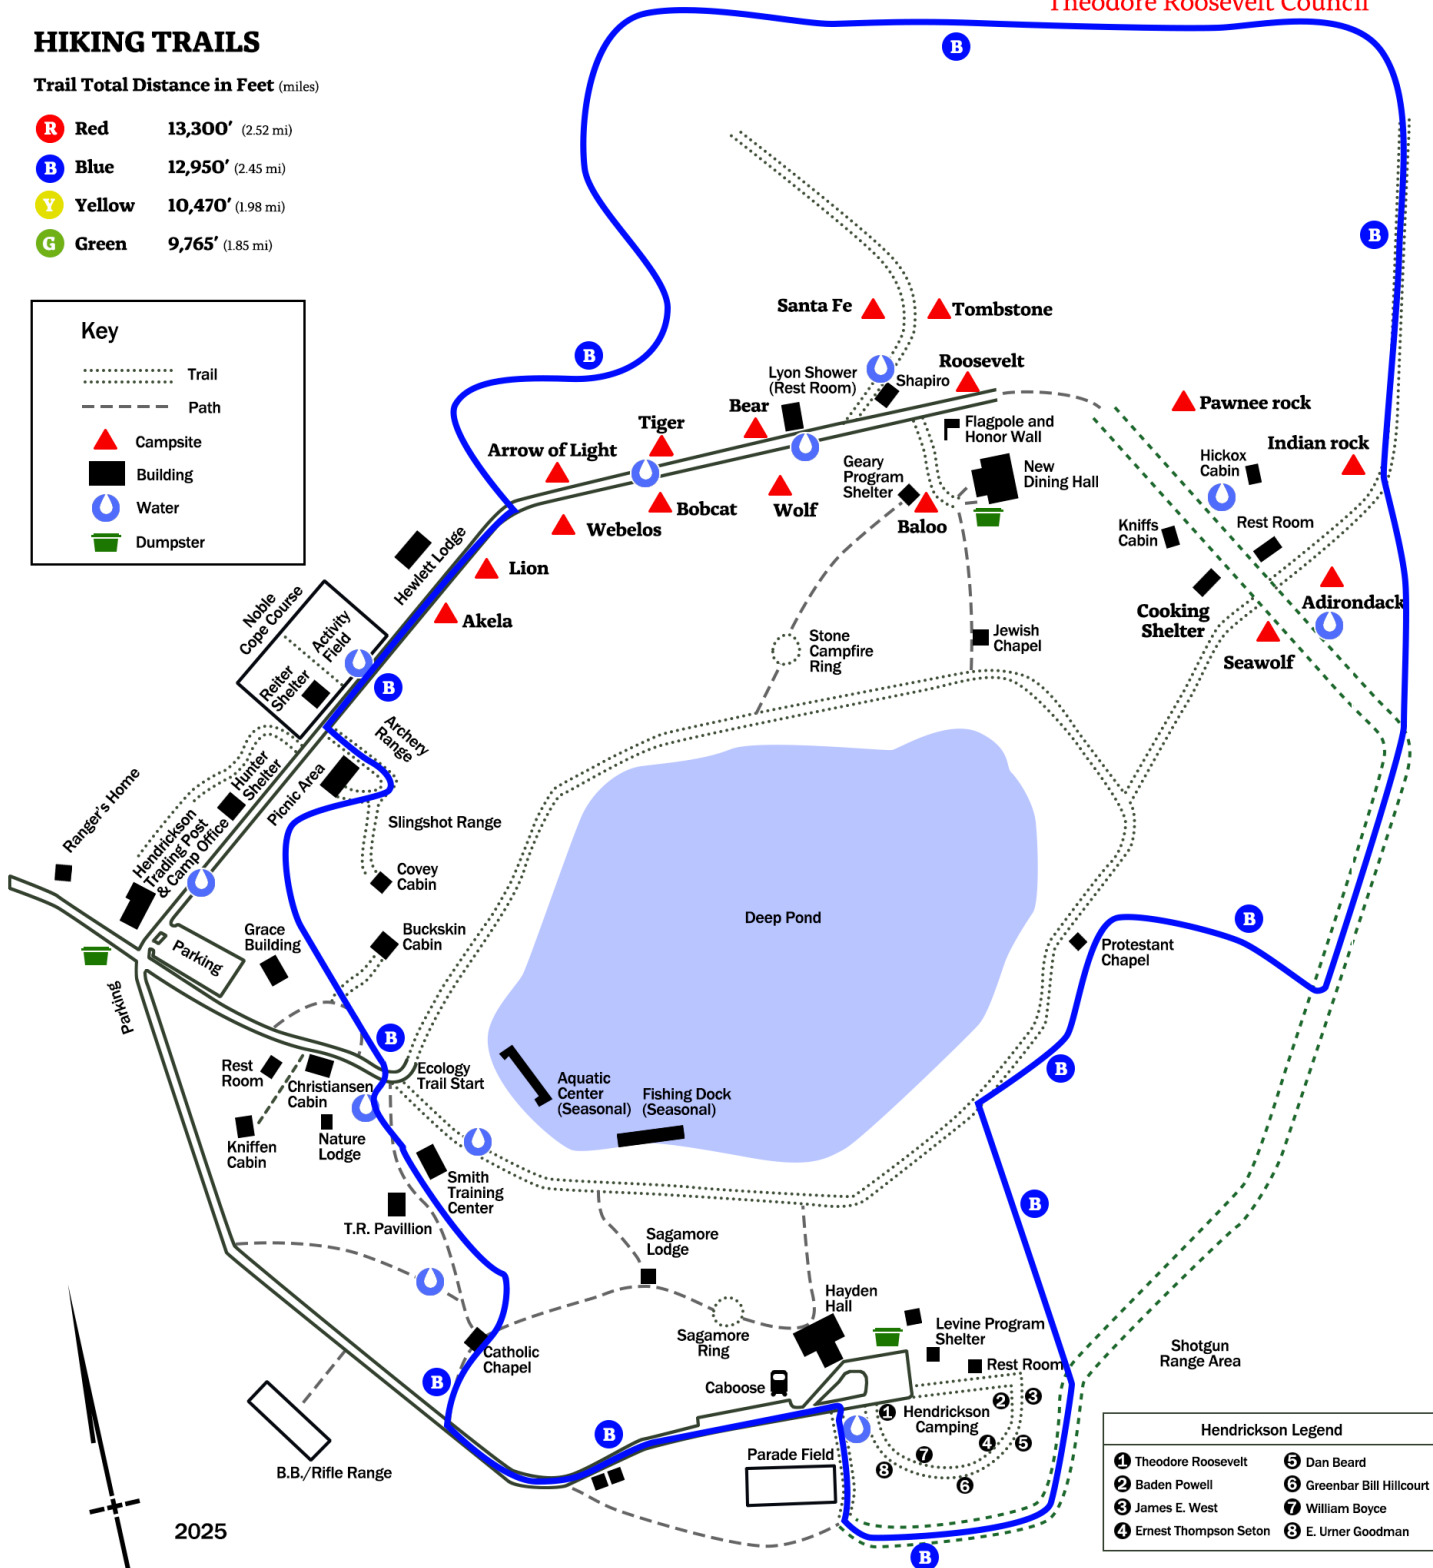 Theodore Roosevelt Council
HIKING TRAILS
Trail Total Distance in Feet (miles)
R Red 13,300′ (2.52 mi)
B Blue 12,950′ (2.45 mi)
Y Yellow 10,470′ (1.98 mi)
G Green 9,765′ (1.85 mi)
Key
Trail
Path
Campsite
Building
Water
Dumpster
B
B
B
Santa Fe
Tombstone
Lyon Shower
(Rest Room)
Shapiro
Roosevelt
Bear
Tiger
Arrow of Light
Flagpole and
Honor Wall
Pawnee rock
Indian rock
Hickox
Cabin
Geary
Program
Shelter
New
Dining Hall
Webelos
Bobcat
Wolf
Baloo
Kniffs
Cabin
Rest Room
Hewlett Lodge
Lion
Akela
Cooking
Shelter
Adirondack
Seawolf
Noble
Cope Course
Activity
Field
Reiter
Shelter
B
Stone
Campfire
Ring
Jewish
Chapel
Archery
Range
Picnic Area
Hunter
Shelter
Ranger's Home
Hendrickson
Trading Post
& Camp Office
Slingshot Range
Covey
Cabin
Buckskin
Cabin
Grace
Building
Parking
Parking
Deep Pond
B
Protestant
Chapel
B
Ecology
Trail Start
Rest
Room
Christiansen
Cabin
Nature
Lodge
Kniffen
Cabin
Aquatic
Center
(Seasonal)
Fishing Dock
(Seasonal)
B
B
Smith
Training
Center
T.R. Pavillion
Sagamore
Lodge
Sagamore
Ring
Hayden
Hall
Levine Program
Shelter
Rest Room
Catholic
Chapel
B
Caboose
B
Shotgun
Range Area
Hendrickson
Camping
1
2
3
4
5
6
7
8
Parade Field
B.B./Rifle Range
B
2025
Hendrickson Legend
1 Theodore Roosevelt
2 Baden Powell
3 James E. West
4 Ernest Thompson Seton
5 Dan Beard
6 Greenbar Bill Hillcourt
7 William Boyce
8 E. Urner Goodman